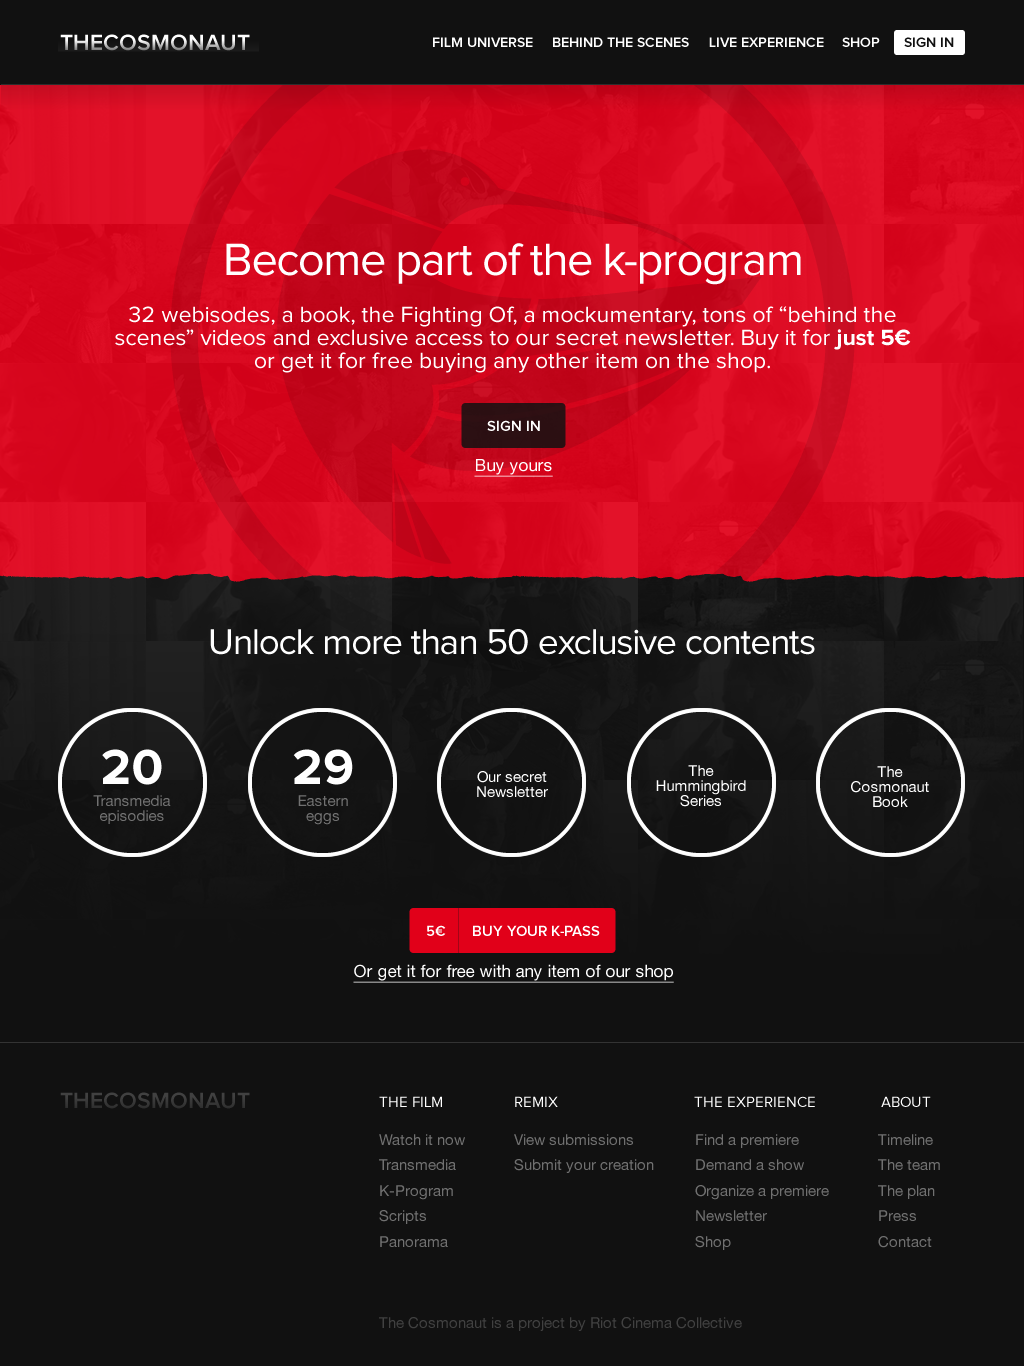 THECOSMONAUT
FILM UNIVERSE BEHIND THE SCENES LIVE EXPERIENCE SHOP SIGN IN
Become part of the k-program
32 webisodes, a book, the Fighting Of, a mockumentary, tons of “behind the
scenes” videos and exclusive access to our secret newsletter. Buy it for just 5€
or get it for free buying any other item on the shop.
SIGN IN
Buy yours
Unlock more than 50 exclusive contents
20
Transmedia
episodes
29
Eastern
eggs
Our secret
Newsletter
The
Hummingbird
Series
The
Cosmonaut
Book
5€ BUY YOUR K-PASS
Or get it for free with any item of our shop
THECOSMONAUT
THE FILM
Watch it now
Transmedia
K-Program
Scripts
Panorama
REMIX
View submissions
Submit your creation
THE EXPERIENCE
Find a premiere
Demand a show
Organize a premiere
Newsletter
Shop
ABOUT
Timeline
The team
The plan
Press
Contact
The Cosmonaut is a project by Riot Cinema Collective